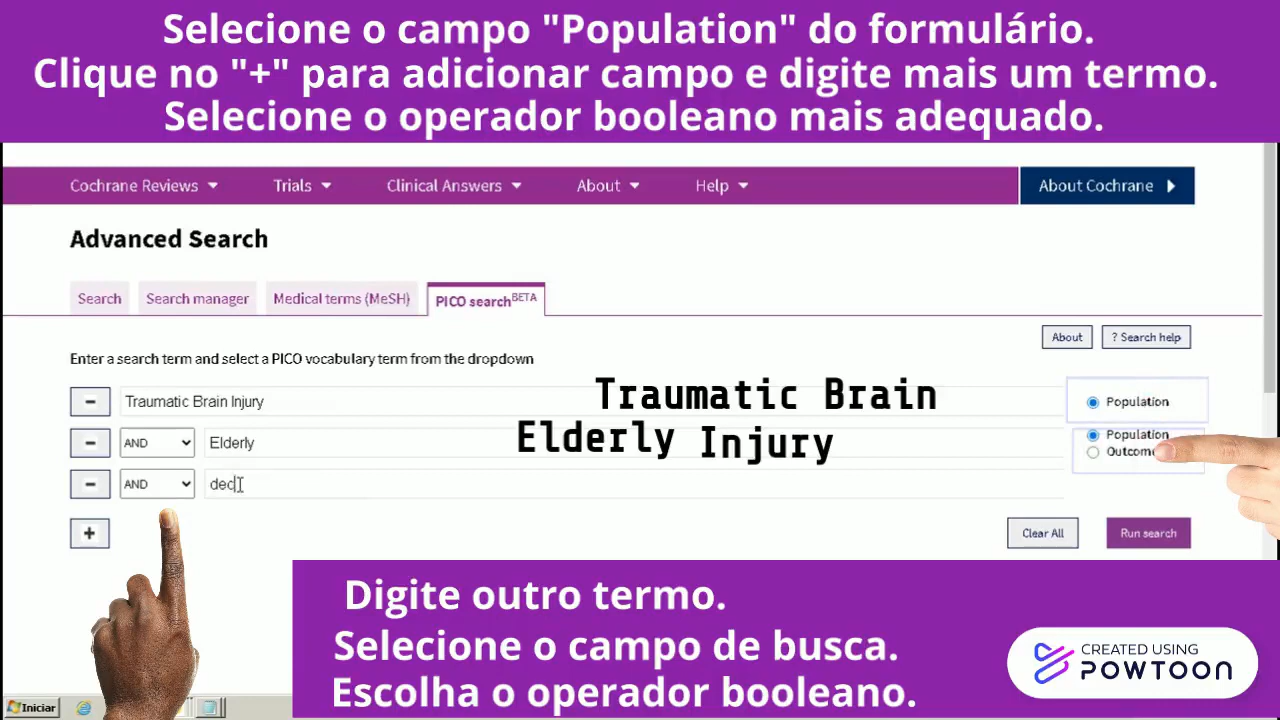 Selecione o campo "Population" do formulário.
Clique no "+" para adicionar campo e digite mais um termo.
Selecione o operador booleano mais adequado.
Cochrane Reviews Trials Clinical Answers About Help About Cochrane
Advanced Search
Search Search manager Medical terms (MeSH) PICO search BETA
About ? Search help
Enter a search term and select a PICO vocabulary term from the dropdown
− Traumatic Brain Injury Traumatic Brain Population
− AND Elderly Elderly Injury Population
Outcome
− AND dec
+ Clear All Run search
Digite outro termo.
Selecione o campo de busca.
Escolha o operador booleano.
CREATED USING
POWTOON
Iniciar